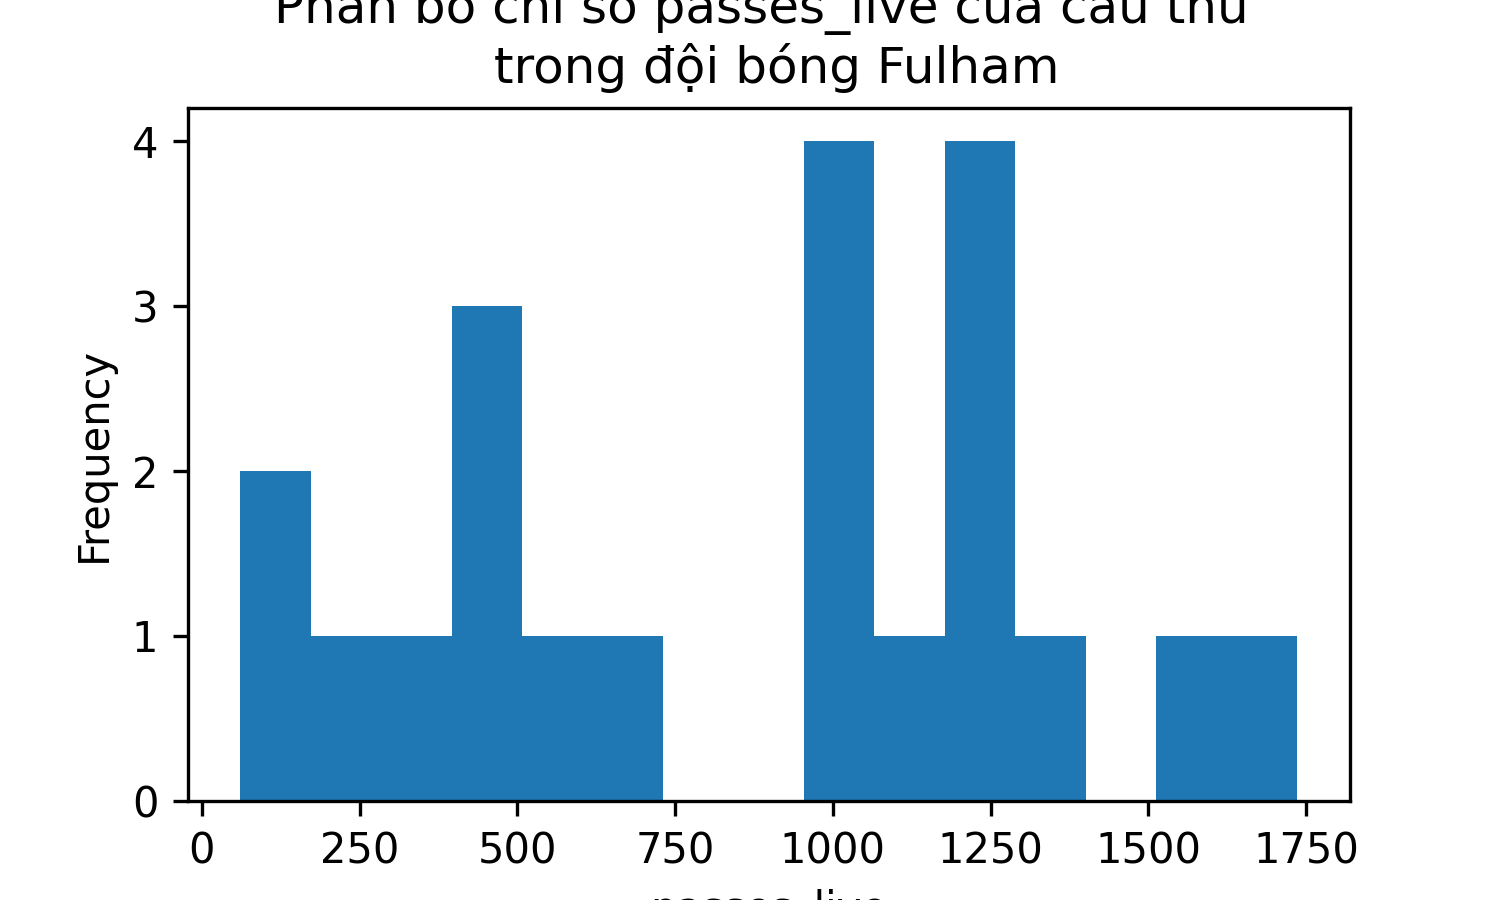 Phân bố chỉ số passes_live của cầu thủ
trong đội bóng Fulham
4
3
2
1
0
Frequency
0 250 500 750 1000 1250 1500 1750
passes_live